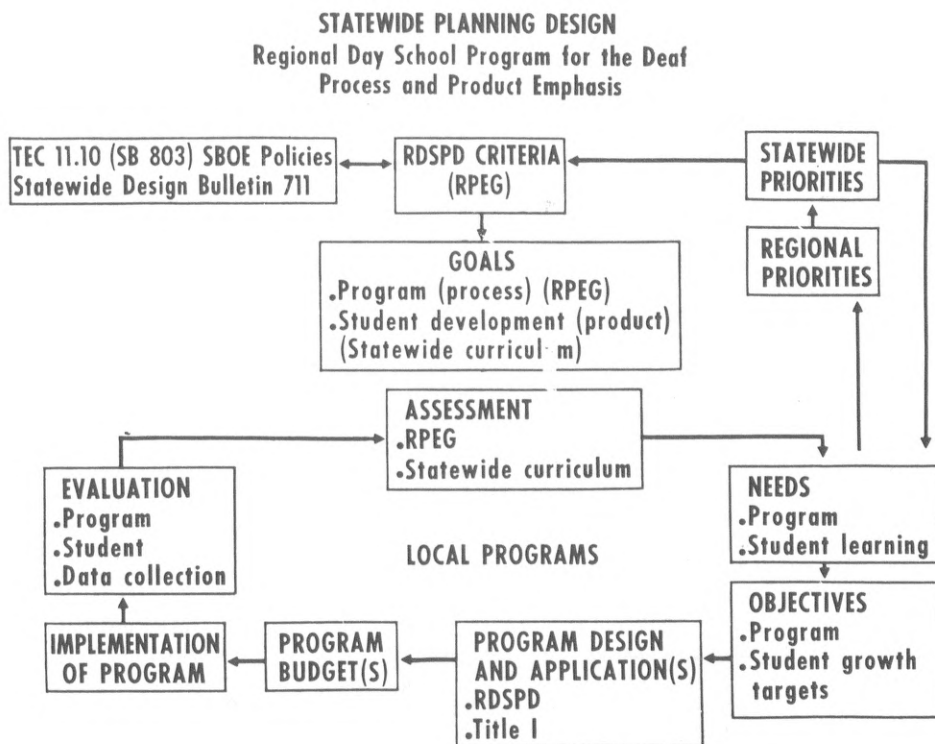 STATEWIDE PLANNING DESIGN
Regional Day School Program for the Deaf
Process and Product Emphasis
TEC 11.10 (SB 803) SBOE Policies
Statewide Design Bulletin 711
RDSPD CRITERIA
(RPEG)
STATEWIDE
PRIORITIES
REGIONAL
PRIORITIES
GOALS
.Program (process) (RPEG)
.Student development (product)
(Statewide curricul m)
ASSESSMENT
.RPEG
.Statewide curriculum
EVALUATION
.Program
.Student
.Data collection
NEEDS
.Program
.Student learning
LOCAL PROGRAMS
OBJECTIVES
.Program
.Student growth
targets
PROGRAM DESIGN
AND APPLICATION(S)
.RDSPD
.Title I
PROGRAM
BUDGET(S)
IMPLEMENTATION
OF PROGRAM